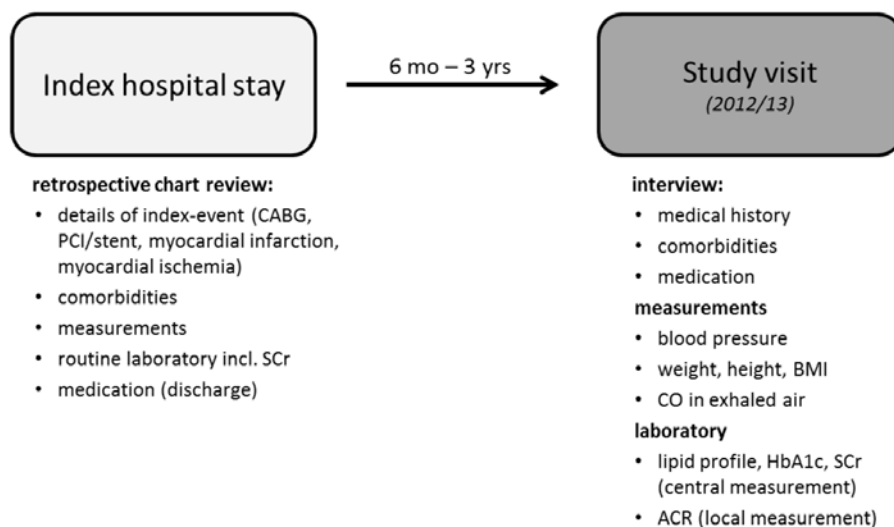 Index hospital stay
6 mo – 3 yrs
Study visit
(2012/13)
retrospective chart review:
• details of index-event (CABG,
PCI/stent, myocardial infarction,
myocardial ischemia)
• comorbidities
• measurements
• routine laboratory incl. SCr
• medication (discharge)
interview:
• medical history
• comorbidities
• medication
measurements
• blood pressure
• weight, height, BMI
• CO in exhaled air
laboratory
• lipid profile, HbA1c, SCr
(central measurement)
• ACR (local measurement)